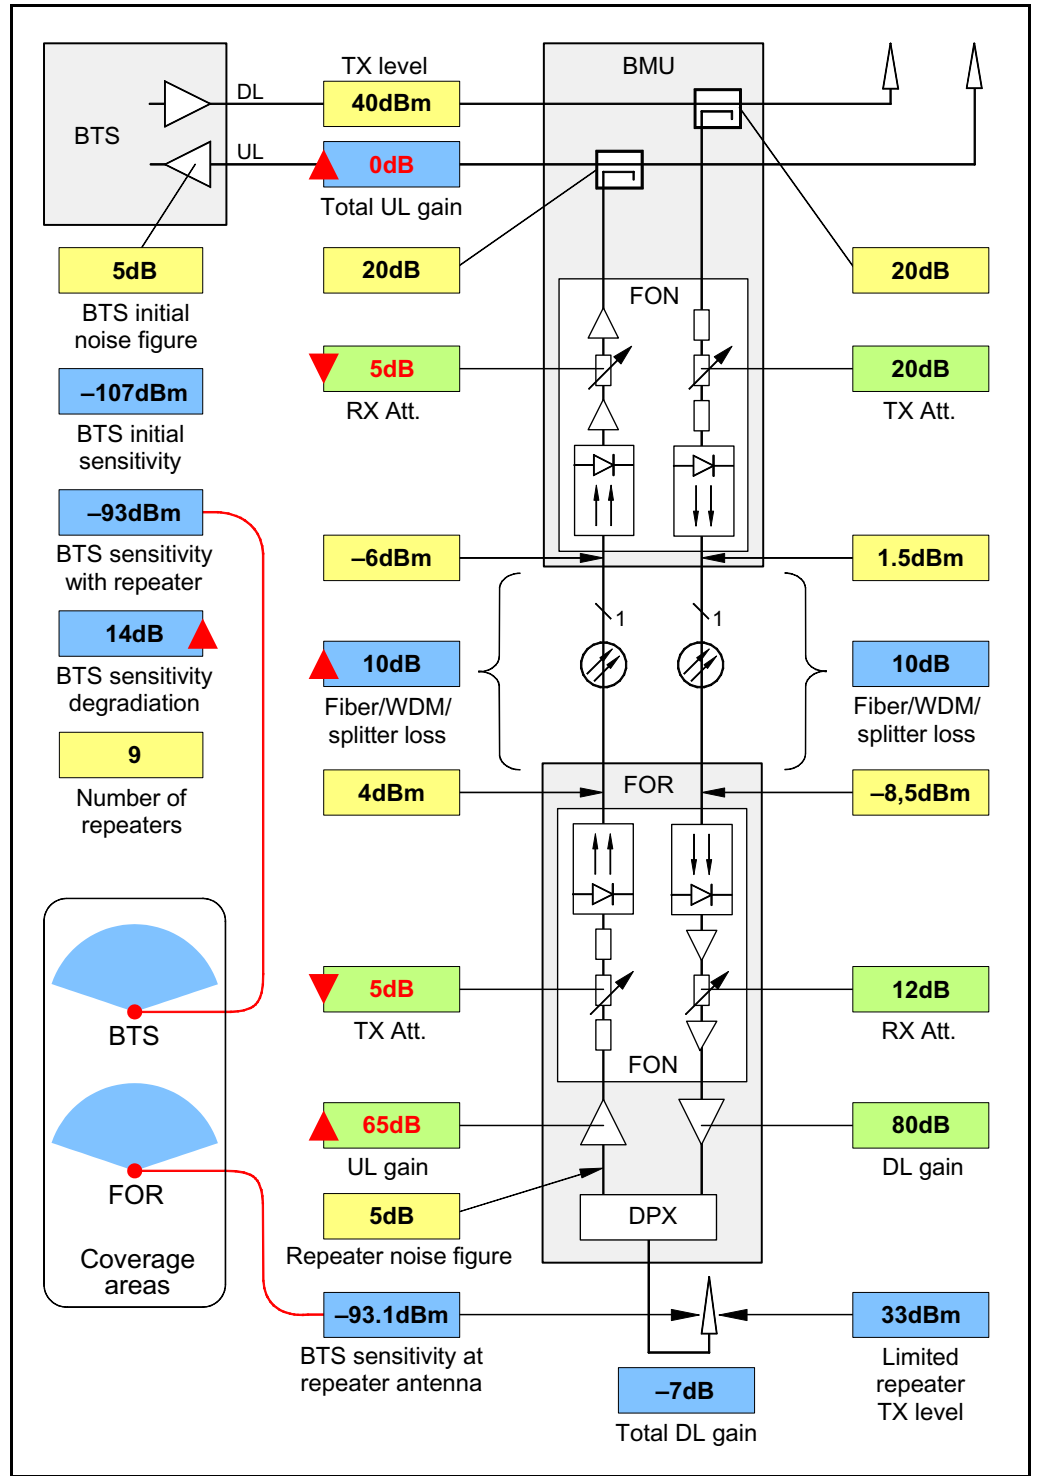 TX level
BMU
DL
40dBm
BTS
UL
0dB
Total UL gain
5dB
20dB
20dB
FON
BTS initial
noise figure
5dB
20dB
RX Att.
TX Att.
–107dBm
BTS initial
sensitivity
–93dBm
BTS sensitivity
with repeater
–6dBm
1.5dBm
1
1
14dB
BTS sensitivity
degradation
10dB
Fiber/WDM/
splitter loss
10dB
Fiber/WDM/
splitter loss
9
Number of
repeaters
4dBm
FOR
–8,5dBm
5dB
TX Att.
12dB
RX Att.
BTS
FON
65dB
UL gain
80dB
DL gain
FOR
5dB
Repeater noise figure
DPX
Coverage
areas
–93.1dBm
BTS sensitivity at
repeater antenna
33dBm
Limited
repeater
TX level
–7dB
Total DL gain